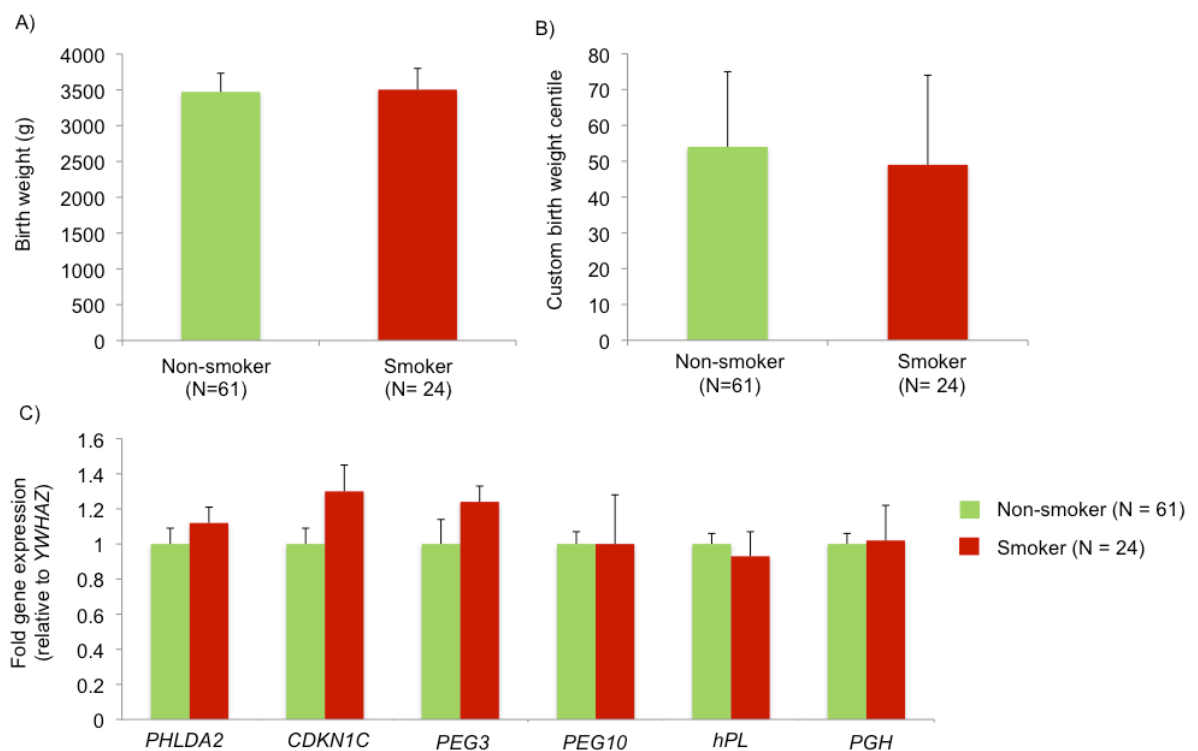 A)
Birth weight (g)
4000
3500
3000
2500
2000
1500
1000
500
0
Non-smoker
(N=61)
Smoker
(N= 24)
B)
Custom birth weight centile
80
70
60
50
40
30
20
10
0
Non-smoker
(N=61)
Smoker
(N= 24)
C)
Fold gene expression
(relative to YWHAZ)
1.6
1.4
1.2
1
0.8
0.6
0.4
0.2
0
PHLDA2
CDKN1C
PEG3
PEG10
hPL
PGH
Non-smoker (N = 61)
Smoker (N = 24)